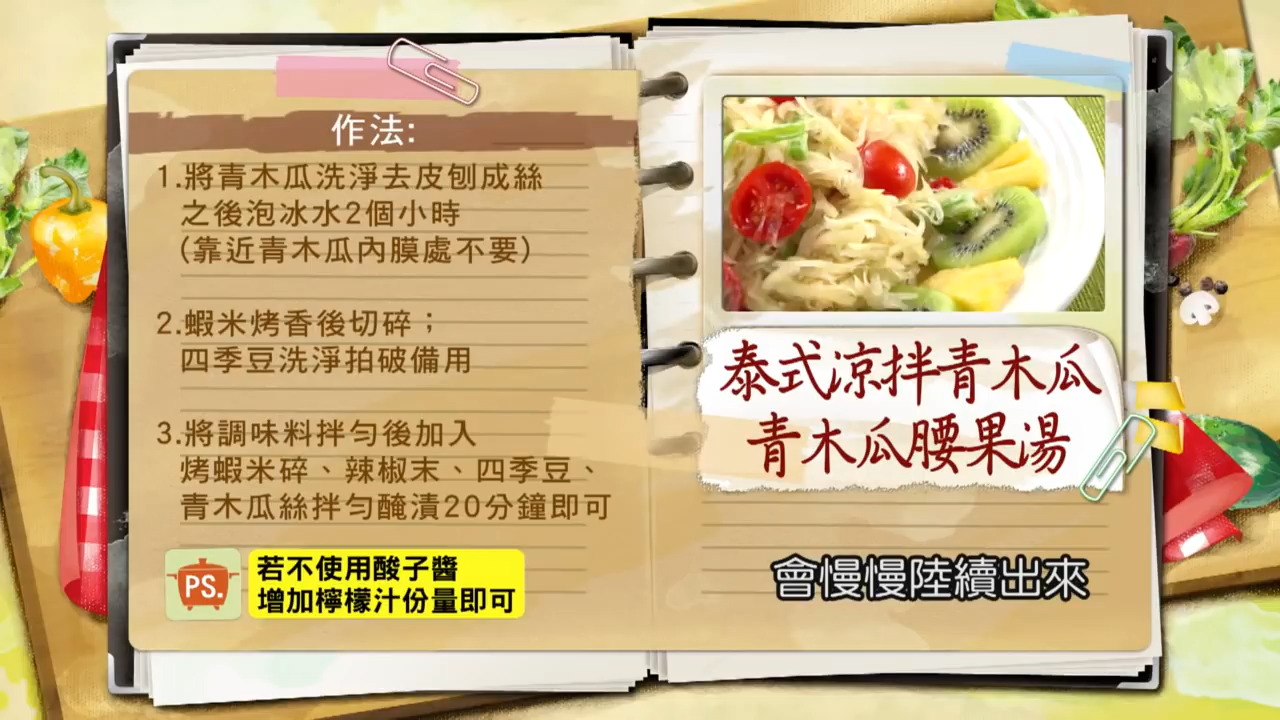 作法:
1.將青木瓜洗淨去皮刨成絲
之後泡冰水2個小時
(靠近青木瓜內膜處不要)
2.蝦米烤香後切碎；
四季豆洗淨拍破備用
3.將調味料拌勻後加入
烤蝦米碎、辣椒末、四季豆、
青木瓜絲拌勻醃漬20分鐘即可
PS.
若不使用酸子醬
增加檸檬汁份量即可
泰式涼拌青木瓜
青木瓜腰果湯
會慢慢陸續出來